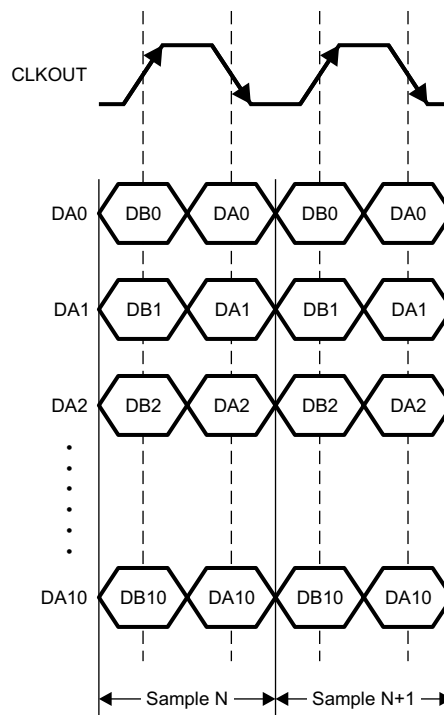 CLKOUT
DA0 DB0 DA0 DB0 DA0
DA1 DB1 DA1 DB1 DA1
DA2 DB2 DA2 DB2 DA2
DA10 DB10 DA10 DB10 DA10
Sample N Sample N+1